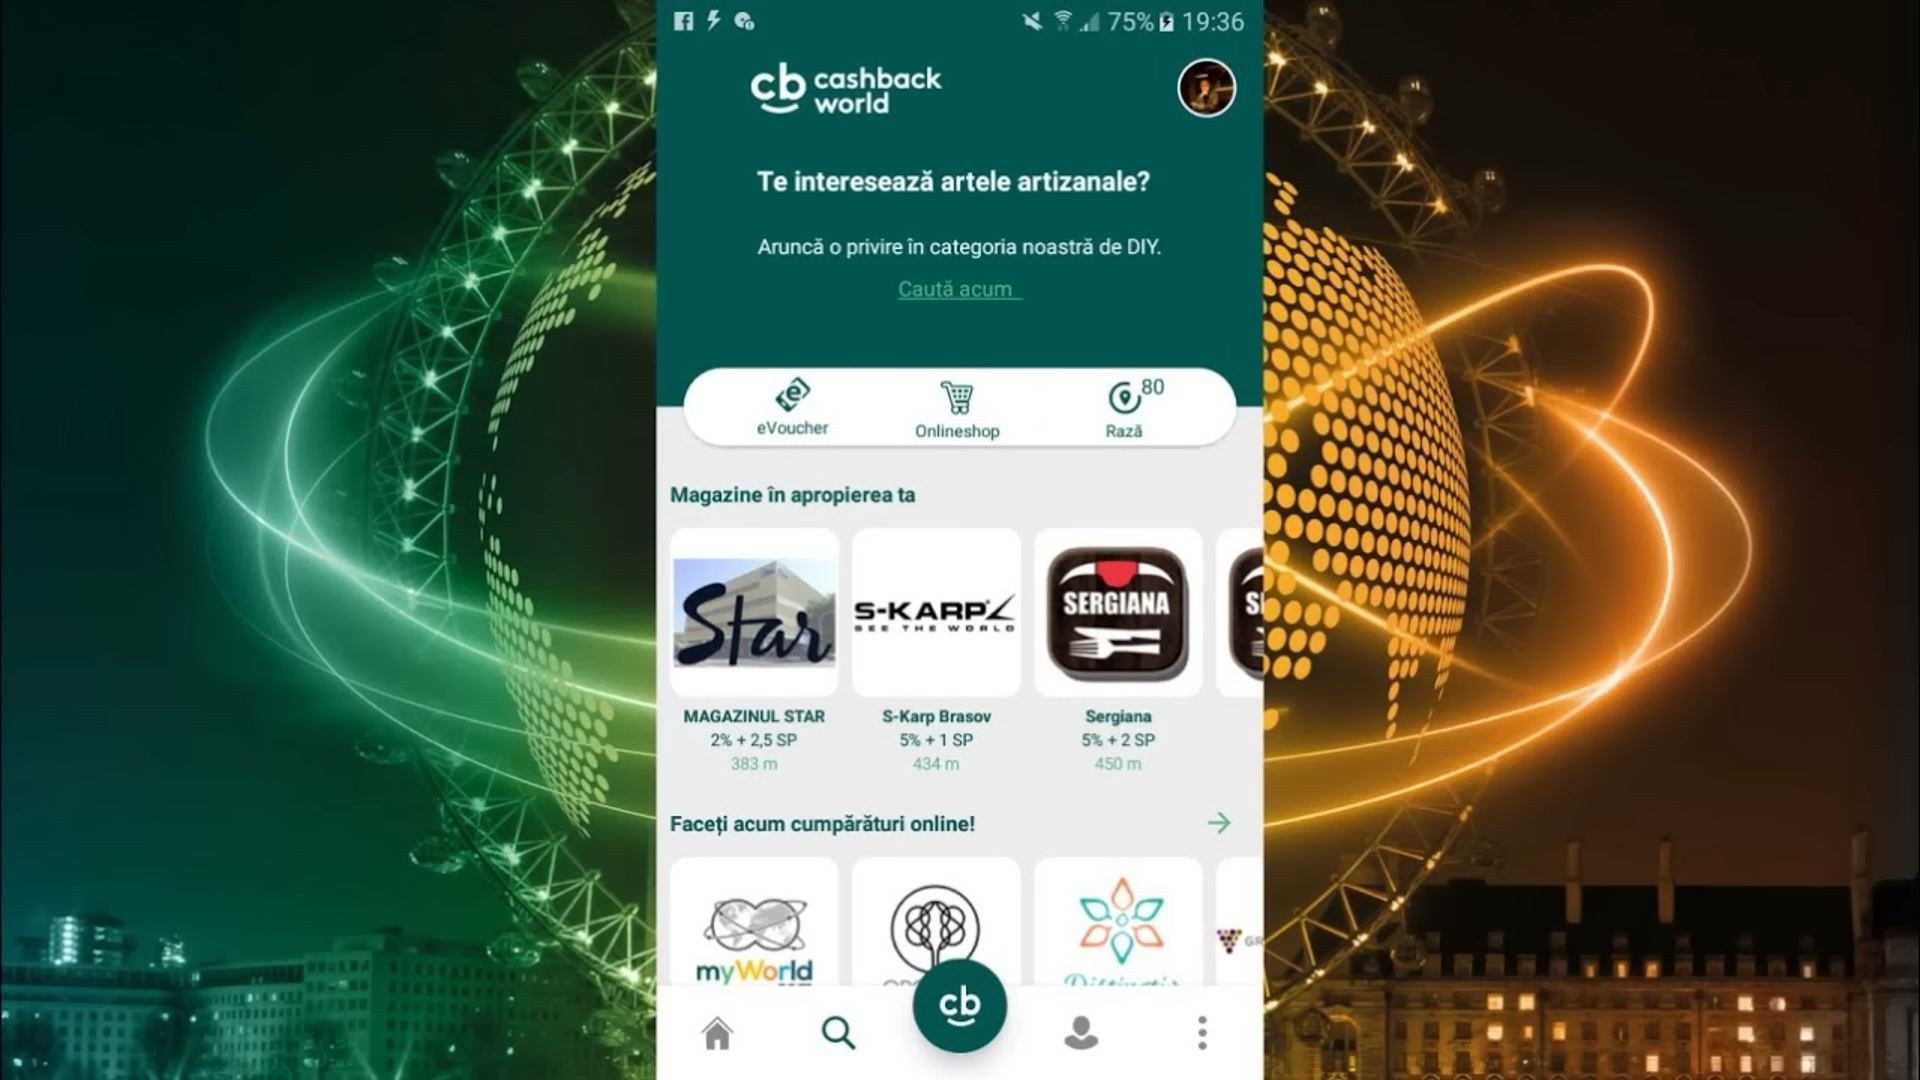 75% 19:36
cb cashback
world
Te interesează artele artizanale?
Aruncă o privire în categoria noastră de DIY.
Caută acum
80
eVoucher Onlineshop Rază
Magazine în apropierea ta
Star
S-KARP
SEE THE WORLD
SERGIANA
MAGAZINUL STAR S-Karp Brasov Sergiana
2% + 2,5 SP 5% + 1 SP 5% + 2 SP
383 m 434 m 450 m
Faceți acum cumpărături online!
myWorld
cb